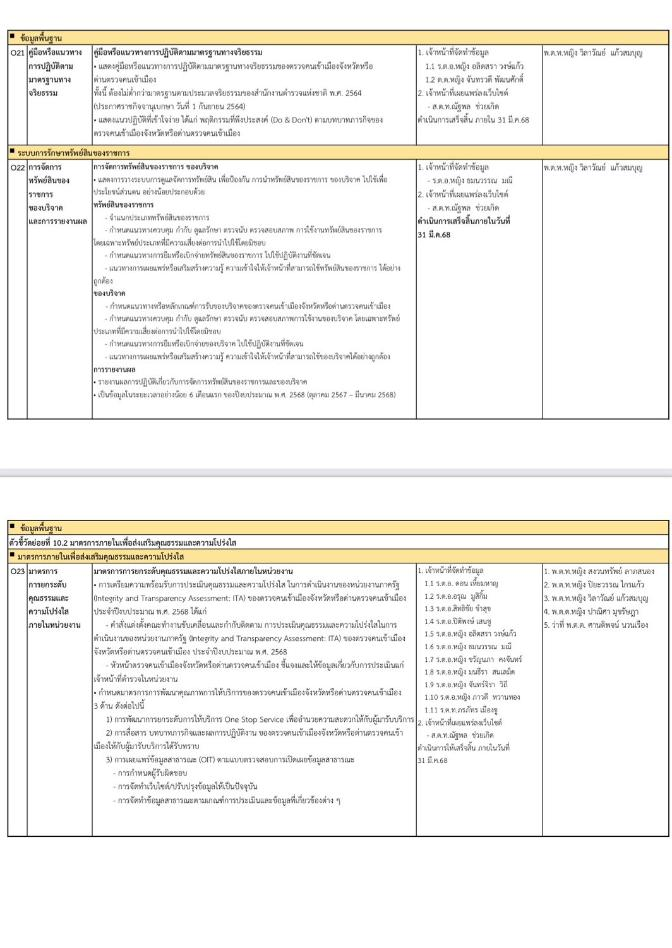 ▪ ข้อมูลพื้นฐาน
O21 คู่มือหรือแนวทางการปฏิบัติตามมาตรฐานทางจริยธรรม
คู่มือหรือแนวทางการปฏิบัติตามมาตรฐานทางจริยธรรม
• แสดงคู่มือหรือแนวทางการปฏิบัติตามมาตรฐานทางจริยธรรมของตรวจคนเข้าเมืองจังหวัดหรือ
ด่านตรวจคนเข้าเมือง
ทั้งนี้ ต้องไม่ต่ำกว่ามาตรฐานตามประมวลจริยธรรมของสำนักงานตำรวจแห่งชาติ พ.ศ. 2564
(ประกาศราชกิจจานุเบกษา วันที่ 1 กันยายน 2564)
• แสดงแนวปฏิบัติที่เข้าใจง่าย ได้แก่ พฤติกรรมที่พึงประสงค์ (Do & Don't) ตามบทบาทภารกิจของ
ตรวจคนเข้าเมืองจังหวัดหรือด่านตรวจคนเข้าเมือง
1. เจ้าหน้าที่จัดทำข้อมูล
1.1 ร.ต.อ.หญิง อลิตสรา วงษ์แก้ว
1.2 ด.ต.หญิง จันทรวดี พัฒนศักดิ์
2. เจ้าหน้าที่เผยแพร่ลงเว็บไซต์
- ส.ต.ท.ณัฐพล ช่วยเกิด
ดำเนินการเสร็จสิ้น ภายใน 31 มี.ค.68
พ.ต.ท.หญิง วิลาวัณย์ แก้วสมบุญ
▪ ระบบการรักษาทรัพย์สินของราชการ
O22 การจัดการ
ทรัพย์สินของ
ราชการ
ของบริจาค
และการรายงานผล
การจัดการทรัพย์สินของราชการ ของบริจาค
• แสดงการวางระบบการดูแลจัดการทรัพย์สิน เพื่อป้องกัน การนำทรัพย์สินของราชการ ของบริจาค ไปใช้เพื่อ
ประโยชน์ส่วนตน อย่างน้อยประกอบด้วย
ทรัพย์สินของราชการ
- จำแนกประเภททรัพย์สินของราชการ
- กำหนดแนวทางควบคุม กำกับ ดูแลรักษา ตรวจนับ ตรวจสอบสภาพ การใช้งานทรัพย์สินของราชการ
โดยเฉพาะทรัพย์ประเภทที่มีความเสี่ยงต่อการนำไปใช้โดยมิชอบ
- กำหนดแนวทางการยืมหรือเบิกจ่ายทรัพย์สินของราชการ ไปใช้ปฏิบัติงานที่ชัดเจน
- แนวทางการเผยแพร่หรือเสริมสร้างความรู้ ความเข้าใจให้เจ้าหน้าที่สามารถใช้ทรัพย์สินของราชการ ได้อย่าง
ถูกต้อง
ของบริจาค
- กำหนดแนวทางหรือหลักเกณฑ์การรับของบริจาคของตรวจคนเข้าเมืองจังหวัดหรือด่านตรวจคนเข้าเมือง
- กำหนดแนวทางควบคุม กำกับ ดูแลรักษา ตรวจนับ ตรวจสอบสภาพการใช้งานของบริจาค โดยเฉพาะทรัพย์
ประเภทที่มีความเสี่ยงต่อการนำไปใช้โดยมิชอบ
- กำหนดแนวทางการยืมหรือเบิกจ่ายของบริจาค ไปใช้ปฏิบัติงานที่ชัดเจน
- แนวทางการเผยแพร่หรือเสริมสร้างความรู้ ความเข้าใจให้เจ้าหน้าที่สามารถใช้ของบริจาคได้อย่างถูกต้อง
การรายงานผล
• รายงานผลการปฏิบัติเกี่ยวกับการจัดการทรัพย์สินของราชการและของบริจาค
• เป็นข้อมูลในระยะเวลาอย่างน้อย 6 เดือนแรก ของปีงบประมาณ พ.ศ. 2568 (ตุลาคม 2567 – มีนาคม 2568)
1. เจ้าหน้าที่จัดทำข้อมูล
- ร.ต.อ.หญิง ธมนวรรณ มณี
2. เจ้าหน้าที่เผยแพร่ลงเว็บไซต์
- ส.ต.ท.ณัฐพล ช่วยเกิด
ดำเนินการเสร็จสิ้นภายในวันที่
31 มี.ค.68
พ.ต.ท.หญิง วิลาวัณย์ แก้วสมบุญ
▪ ข้อมูลพื้นฐาน
ตัวชี้วัดย่อยที่ 10.2 มาตรการภายในเพื่อส่งเสริมคุณธรรมและความโปร่งใส
▪ มาตรการภายในเพื่อส่งเสริมคุณธรรมและความโปร่งใส
O23 มาตรการ
การยกระดับ
คุณธรรมและ
ความโปร่งใส
ภายในหน่วยงาน
มาตรการการยกระดับคุณธรรมและความโปร่งใสภายในหน่วยงาน
• การเตรียมความพร้อมรับการประเมินคุณธรรมและความโปร่งใส ในการดำเนินงานของหน่วยงานภาครัฐ
(Integrity and Transparency Assessment: ITA) ของตรวจคนเข้าเมืองจังหวัดหรือด่านตรวจคนเข้าเมือง
ประจำปีงบประมาณ พ.ศ. 2568 ได้แก่
- คำสั่งแต่งตั้งคณะทำงานขับเคลื่อนและกำกับติดตาม การประเมินคุณธรรมและความโปร่งใสในการ
ดำเนินงานของหน่วยงานภาครัฐ (Integrity and Transparency Assessment: ITA) ของตรวจคนเข้าเมือง
จังหวัดหรือด่านตรวจคนเข้าเมือง ประจำปีงบประมาณ พ.ศ. 2568
- หัวหน้าตรวจคนเข้าเมืองจังหวัดหรือด่านตรวจคนเข้าเมือง ชี้แจงและให้ข้อมูลเกี่ยวกับการประเมินแก่
เจ้าหน้าที่ตำรวจในหน่วยงาน
• กำหนดมาตรการการพัฒนาคุณภาพการให้บริการของตรวจคนเข้าเมืองจังหวัดหรือด่านตรวจคนเข้าเมือง
3 ด้าน ดังต่อไปนี้
1) การพัฒนาการยกระดับการให้บริการ One Stop Service เพื่ออำนวยความสะดวกให้กับผู้มารับบริการ
2) การสื่อสาร บทบาทภารกิจและผลการปฏิบัติงาน ของตรวจคนเข้าเมืองจังหวัดหรือด่านตรวจคนเข้า
เมืองให้กับผู้มารับบริการได้รับทราบ
3) การเผยแพร่ข้อมูลสาธารณะ (OIT) ตามแบบตรวจสอบการเปิดเผยข้อมูลสาธารณะ
- การกำหนดผู้รับผิดชอบ
- การจัดทำเว็บไซต์/ปรับปรุงข้อมูลให้เป็นปัจจุบัน
- การจัดทำข้อมูลสาธารณะตามเกณฑ์การประเมินและข้อมูลที่เกี่ยวข้องต่าง ๆ
1. เจ้าหน้าที่จัดทำข้อมูล
1.1 ร.ต.อ. ดอน เหี้ยมหาญ
1.2 ร.ต.อ.อรุณ มูสิกิ้ม
1.3 ร.ต.อ.สิทธิชัย ขำสุข
1.4 ร.ต.อ.ปิติพงษ์ เสนชู
1.5 ร.ต.อ.หญิง อลิตสรา วงษ์แก้ว
1.6 ร.ต.อ.หญิง ธมนวรรณ มณี
1.7 ร.ต.อ.หญิง ขวัญนภา คงจันทร์
1.8 ร.ต.อ.หญิง มนธีรา สนเสมียน
1.9 ร.ต.อ.หญิง จันทร์จิรา วิถี
1.10 ร.ต.อ.หญิง ภาวดี หวานทอง
1.11 ร.ต.ท.ภรภัทร เมืองชู
2. เจ้าหน้าที่เผยแพร่ลงเว็บไซต์
- ส.ต.ท.ณัฐพล ช่วยเกิด
ดำเนินการให้เสร็จสิ้น ภายในวันที่
31 มี.ค.68
1. พ.ต.ท.หญิง สงวนทรัพย์ ลาภสนอง
2. พ.ต.ท.หญิง ปิยะวรรณ ไกรแก้ว
3. พ.ต.ท.หญิง วิลาวัณย์ แก้วสมบุญ
4. พ.ต.ต.หญิง ปาณิศา มุขรัษฎา
5. ว่าที่ พ.ต.ต. ศานติพจน์ นวนเรือง